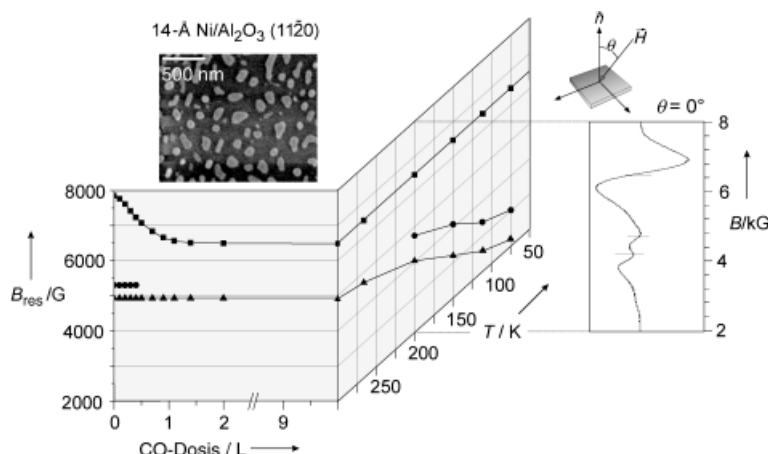 14-Å Ni/Al2O3 (112̄0)
500 nm
n̂
θ
H⃗
θ = 0°
8000
6000
Bres /G
4000
2000
0
1
2
9
CO-Dosis / L
250
200
150
100
50
T / K
8
6
B/kG
4
2